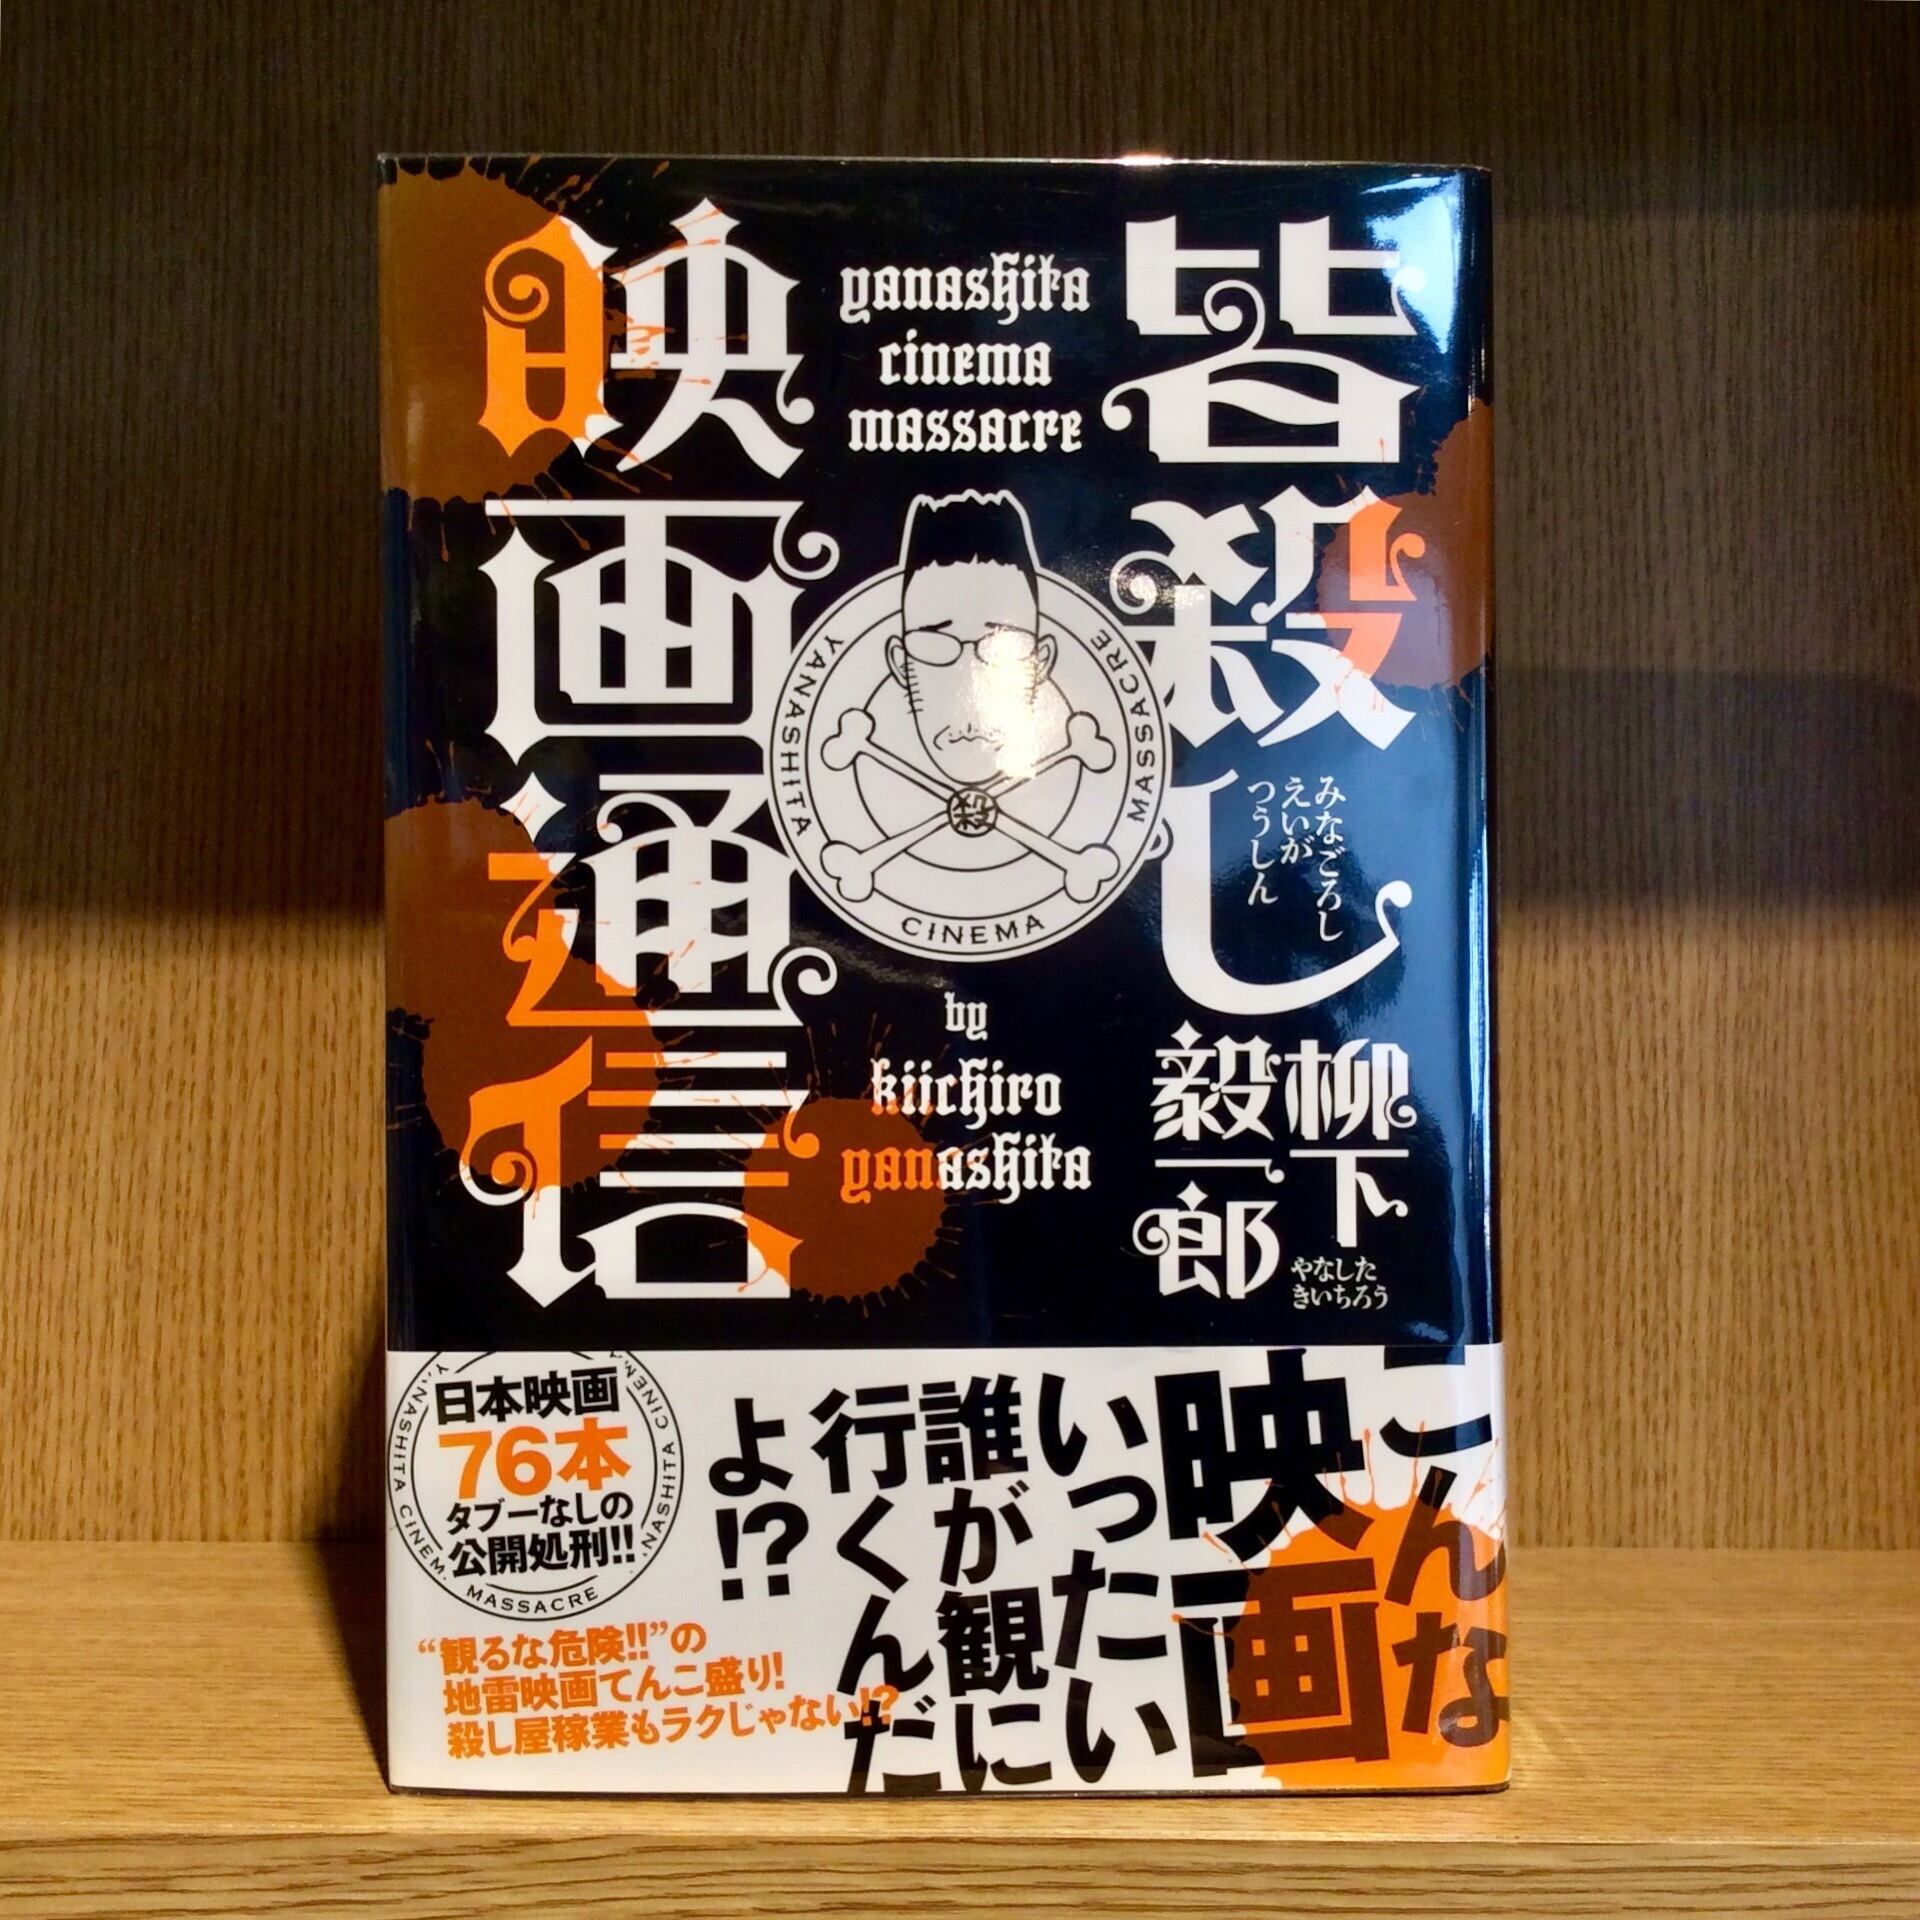 皆殺し
映画通信
みなごろし
えいが
つうしん
yanashita
cinema
massacre
YANASHITA
MASSACRE
CINEMA
殺
by
kiichiro
yanashita
柳下
毅一郎
やなした
きいちろう
こんな
映画
いったい
誰が観に
行くんだ
よ!?
日本映画
76本
タブーなしの
公開処刑!!
YANASHITA CINEMA
YANASHITA CINEM
MASSACRE
NASHITA CINEMA
“観るな危険!!”の
地雷映画てんこ盛り!
殺し屋稼業もラクじゃない!?